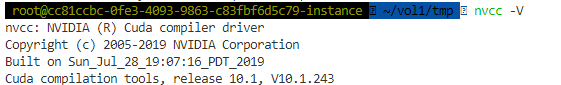 root@cc81ccbc-0fe3-4093-9863-c83fbf6d5c79-instance ~/vol1/tmp nvcc -V
nvcc: NVIDIA (R) Cuda compiler driver
Copyright (c) 2005-2019 NVIDIA Corporation
Built on Sun_Jul_28_19:07:16_PDT_2019
Cuda compilation tools, release 10.1, V10.1.243